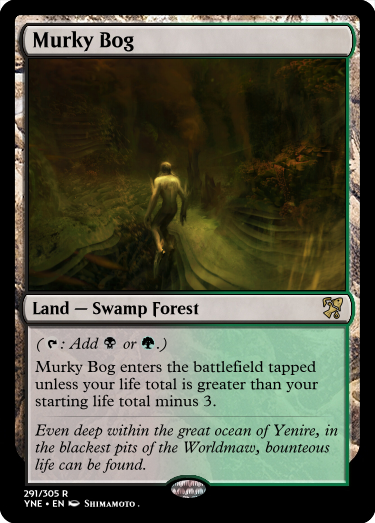 Murky Bog
Land — Swamp Forest
( : Add or .)
Murky Bog enters the battlefield tapped
unless your life total is greater than your
starting life total minus 3.
Even deep within the great ocean of Yenire, in
the blackest pits of the Worldmaw, bounteous
life can be found.
291/305 R
YNE • EN Shimamoto .